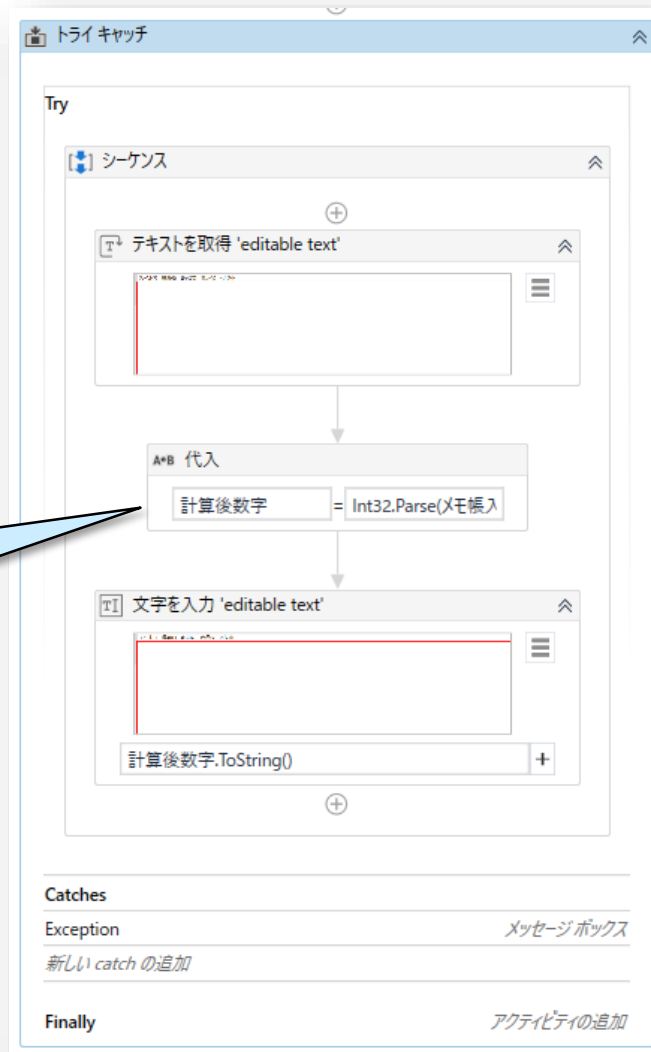 トライ キャッチ
Try
シーケンス
テキストを取得 'editable text'
A*B 代入
計算後数字 = Int32.Parse(メモ帳入
文字を入力 'editable text'
計算後数字.ToString()
Catches
Exception メッセージ ボックス
新しい catch の追加
Finally アクティビティの追加